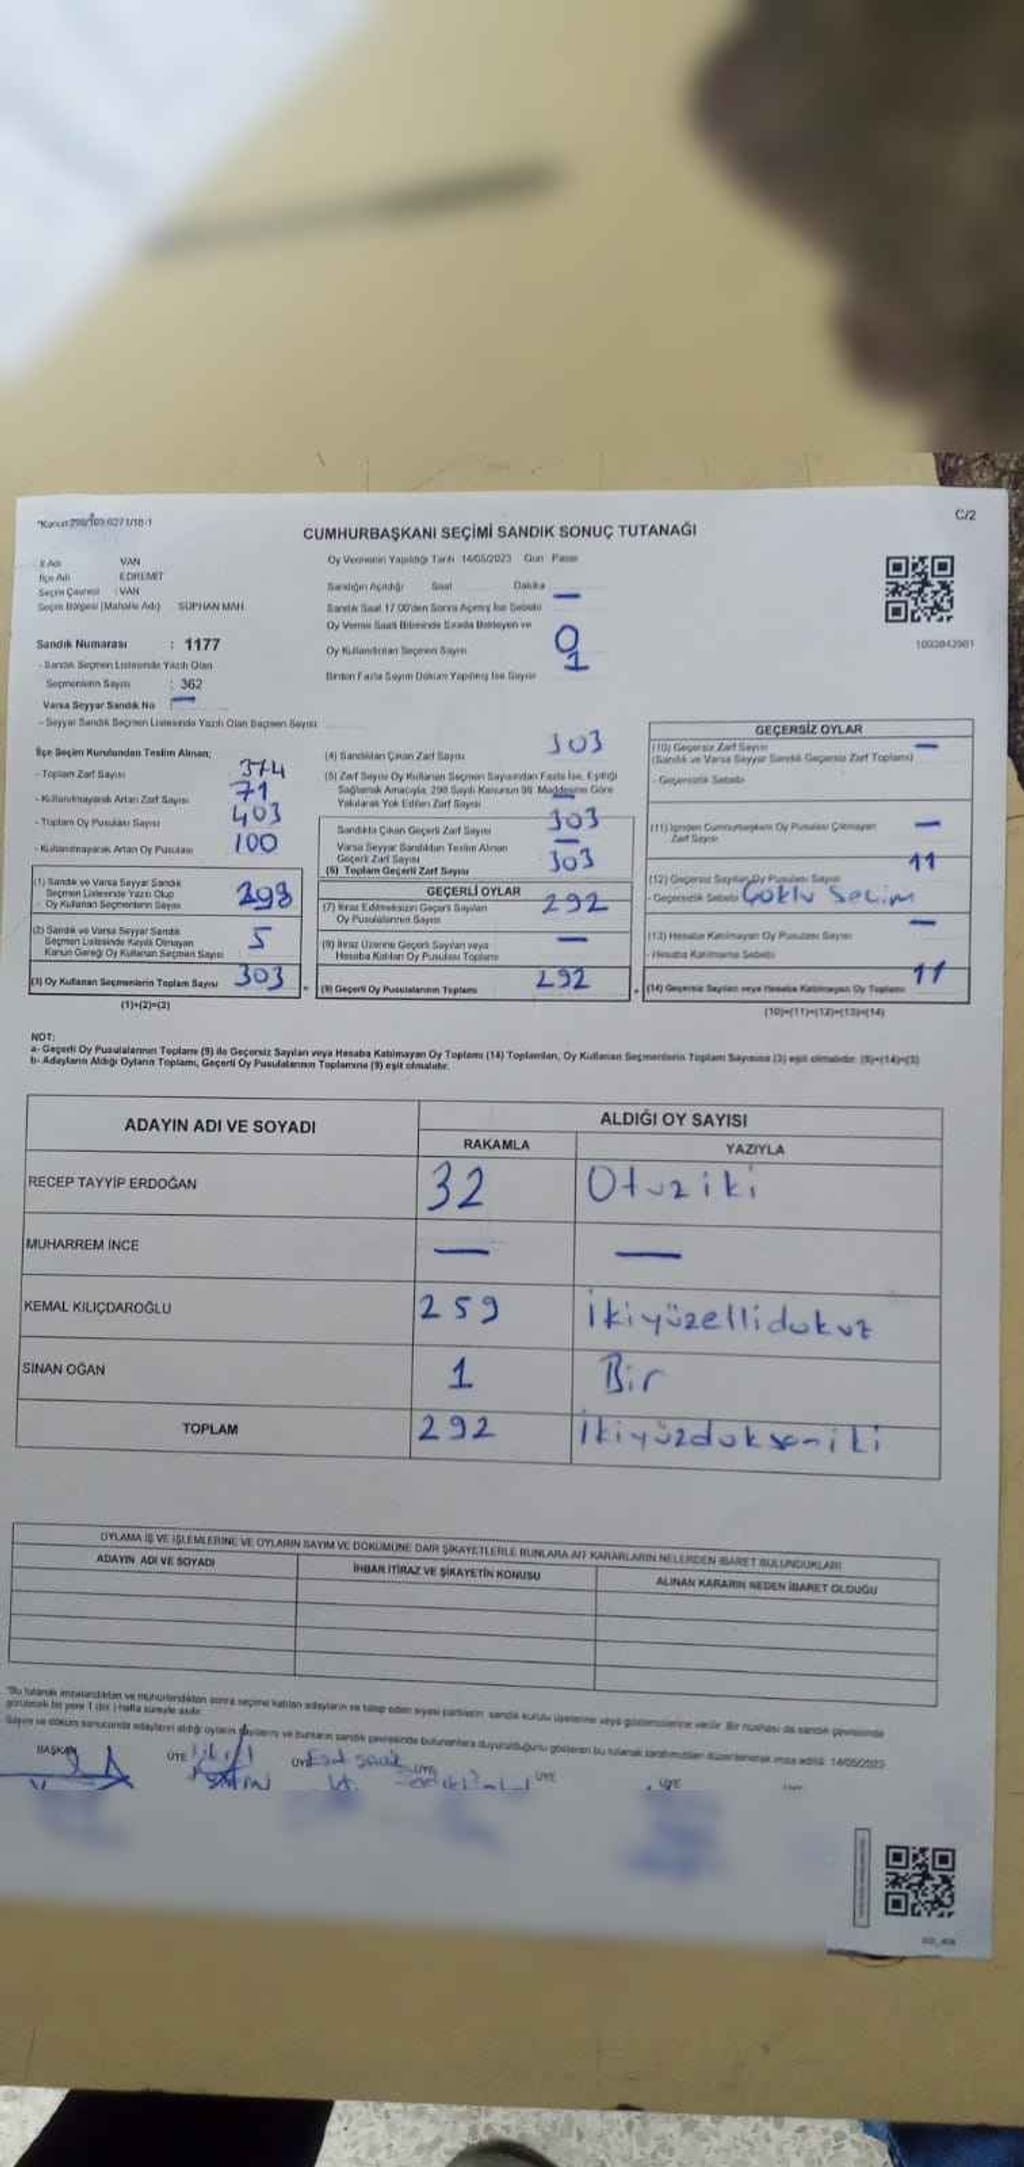 C/2
CUMHURBAŞKANI SEÇİMİ SANDIK SONUÇ TUTANAĞI
İl Adı VAN
İlçe Adı EDREMİT
Seçim Çevresi : VAN
Seçim Bölgesi (Mahalle Adı) SÜPHAN MAH.
Sandık Numarası : 1177
- Sandık Seçmen Listesinde Yazılı Olan
Seçmenlerin Sayısı : 362
Varsa Seyyar Sandık No —
- Seyyar Sandık Seçmen Listesinde Yazılı Olan Seçmen Sayısı
Oy Vermenin Yapıldığı Tarih 14/05/2023 Gün Pazar
Sandığın Açıldığı Saat Dakika
Sandık Saat 17.00'den Sonra Açılmış İse Sebebi —
Oy Verme Saati Bitiminde Sırada Bekleyen ve
Oy Kullandırılan Seçmen Sayısı 0
Birden Fazla Sayım Döküm Yapılmış İse Sayısı 1
İlçe Seçim Kurulundan Teslim Alınan;
- Toplam Zarf Sayısı 374
- Kullanılmayarak Artan Zarf Sayısı 71
- Toplam Oy Pusulası Sayısı 403
- Kullanılmayarak Artan Oy Pusulası 100
(1) Sandık ve Varsa Seyyar Sandık
Seçmen Listesinde Yazılı Olup
Oy Kullanan Seçmenlerin Sayısı 298
(2) Sandık ve Varsa Seyyar Sandık
Seçmen Listesinde Kayıtlı Olmayan
Kanun Gereği Oy Kullanan Seçmen Sayısı 5
(3) Oy Kullanan Seçmenlerin Toplam Sayısı 303
(1)+(2)=(3)
(4) Sandıktan Çıkan Zarf Sayısı 303
(5) Zarf Sayısı Oy Kullanan Seçmen Sayısından Fazla İse, Eşitliği
Sağlamak Amacıyla, 298 Sayılı Kanunun 98. Maddesine Göre
Yakılarak Yok Edilen Zarf Sayısı —
Sandıkta Çıkan Geçerli Zarf Sayısı 303
Varsa Seyyar Sandıktan Teslim Alınan
Geçerli Zarf Sayısı —
(6) Toplam Geçerli Zarf Sayısı 303
GEÇERLİ OYLAR
(7) İtiraz Edilmeksizin Geçerli Sayılan
Oy Pusulalarının Sayısı 292
(8) İtiraz Üzerine Geçerli Sayılan veya
Hesaba Katılan Oy Pusulası Toplamı —
(9) Geçerli Oy Pusulalarının Toplamı 292
GEÇERSİZ OYLAR
(10) Geçersiz Zarf Sayısı —
(Sandık ve Varsa Seyyar Sandık Geçersiz Zarf Toplamı)
- Geçersizlik Sebebi
(11) İçinden Cumhurbaşkanı Oy Pusulası Çıkmayan
Zarf Sayısı —
(12) Geçersiz Sayılan Oy Pusulası Sayısı 11
- Geçersizlik Sebebi Çoklu Seçim
(13) Hesaba Katılmayan Oy Pusulası Sayısı —
- Hesaba Katılmama Sebebi
(14) Geçersiz Sayılan veya Hesaba Katılmayan Oy Toplamı 11
(10)+(11)+(12)+(13)=(14)
NOT:
a- Geçerli Oy Pusulalarının Toplamı (9) ile Geçersiz Sayılan veya Hesaba Katılmayan Oy Toplamı (14) Toplamları, Oy Kullanan Seçmenlerin Toplam Sayısına (3) eşit olmalıdır. (9)+(14)=(3)
b- Adayların Aldığı Oyların Toplamı, Geçerli Oy Pusulalarının Toplamına (9) eşit olmalıdır.
ADAYIN ADI VE SOYADI ALDIĞI OY SAYISI
RAKAMLA YAZIYLA
RECEP TAYYİP ERDOĞAN 32 Otuziki
MUHARREM İNCE — —
KEMAL KILIÇDAROĞLU 259 İkiyüzellidokuz
SİNAN OĞAN 1 Bir
TOPLAM 292 İkiyüzdokseniki
OYLAMA İŞ VE İŞLEMLERİNE VE OYLARIN SAYIM VE DÖKÜMÜNE DAİR ŞİKAYETLERLE BUNLARA AİT KARARLARIN NELERDEN İBARET BULUNDUKLARI
ADAYIN ADI VE SOYADI İHBAR İTİRAZ VE ŞİKAYETİN KONUSU ALINAN KARARIN NEDEN İBARET OLDUĞU
BAŞKAN ÜYE ÜYE ÜYE ÜYE ÜYE